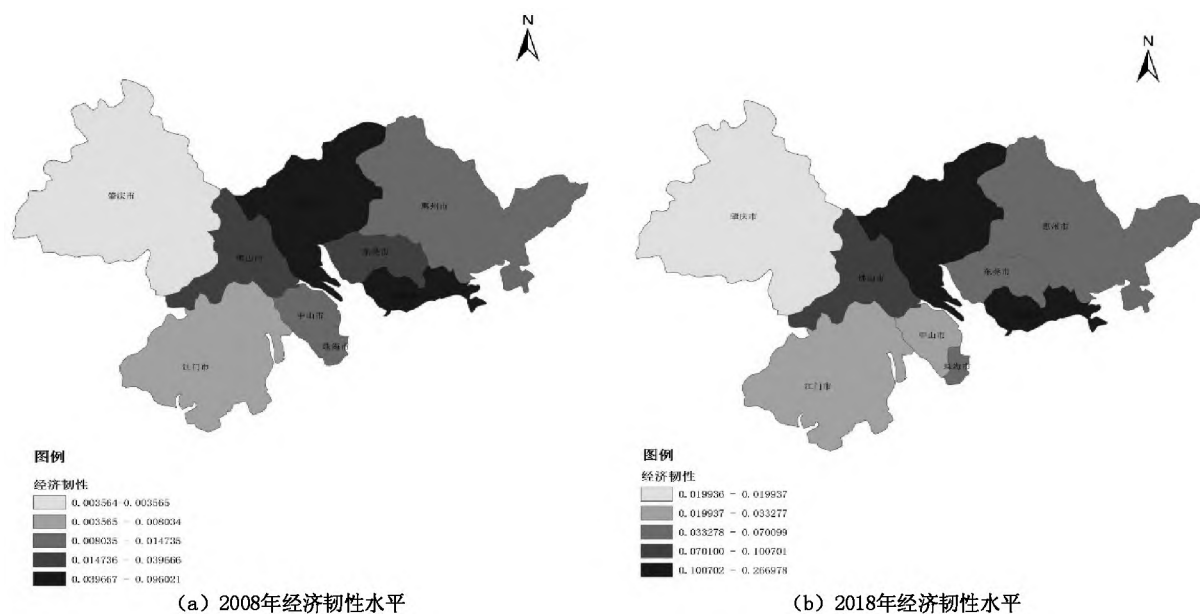 N
肇庆市
惠州市
佛山市
东莞市
中山市
珠海市
江门市
图例
经济韧性
0.003564-0.003565
0.003565 - 0.008034
0.008035 - 0.014735
0.014736 - 0.039666
0.039667 - 0.096021
(a) 2008年经济韧性水平
N
肇庆市
惠州市
佛山市
东莞市
中山市
珠海市
江门市
图例
经济韧性
0.019936 - 0.019937
0.019937 - 0.033277
0.033278 - 0.070099
0.070100 - 0.100701
0.100702 - 0.266978
(b) 2018年经济韧性水平